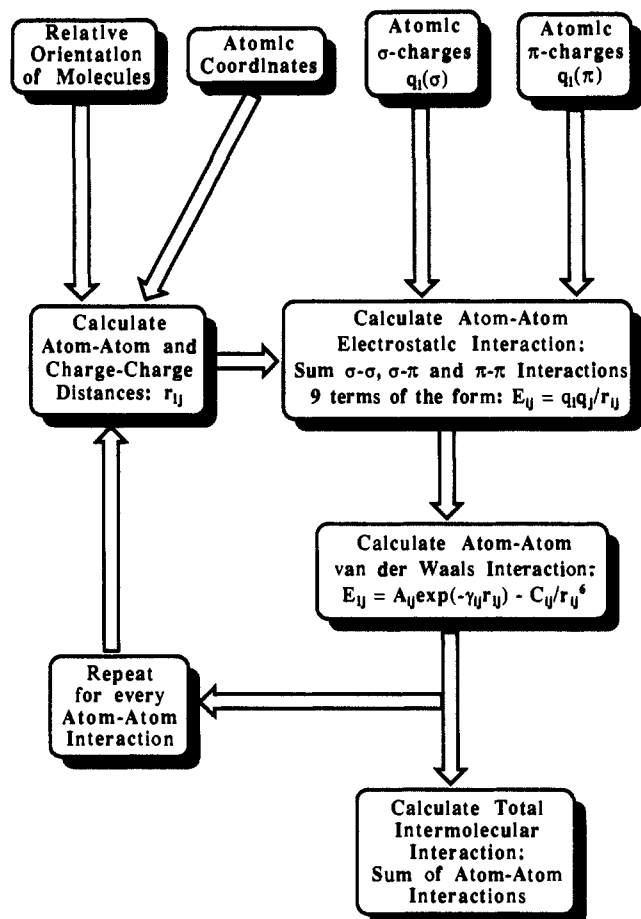 Relative
Orientation
of Molecules
Atomic
Coordinates
Atomic
σ-charges
qᵢ(σ)
Atomic
π-charges
qᵢ(π)
Calculate
Atom-Atom and
Charge-Charge
Distances: rᵢⱼ
Calculate Atom-Atom
Electrostatic Interaction:
Sum σ-σ, σ-π and π-π Interactions
9 terms of the form: Eᵢⱼ = qᵢqⱼ/rᵢⱼ
Calculate Atom-Atom
van der Waals Interaction:
Eᵢⱼ = Aᵢⱼexp(-γᵢⱼrᵢⱼ) - Cᵢⱼ/rᵢⱼ⁶
Repeat
for every
Atom-Atom
Interaction
Calculate Total
Intermolecular
Interaction:
Sum of Atom-Atom
Interactions